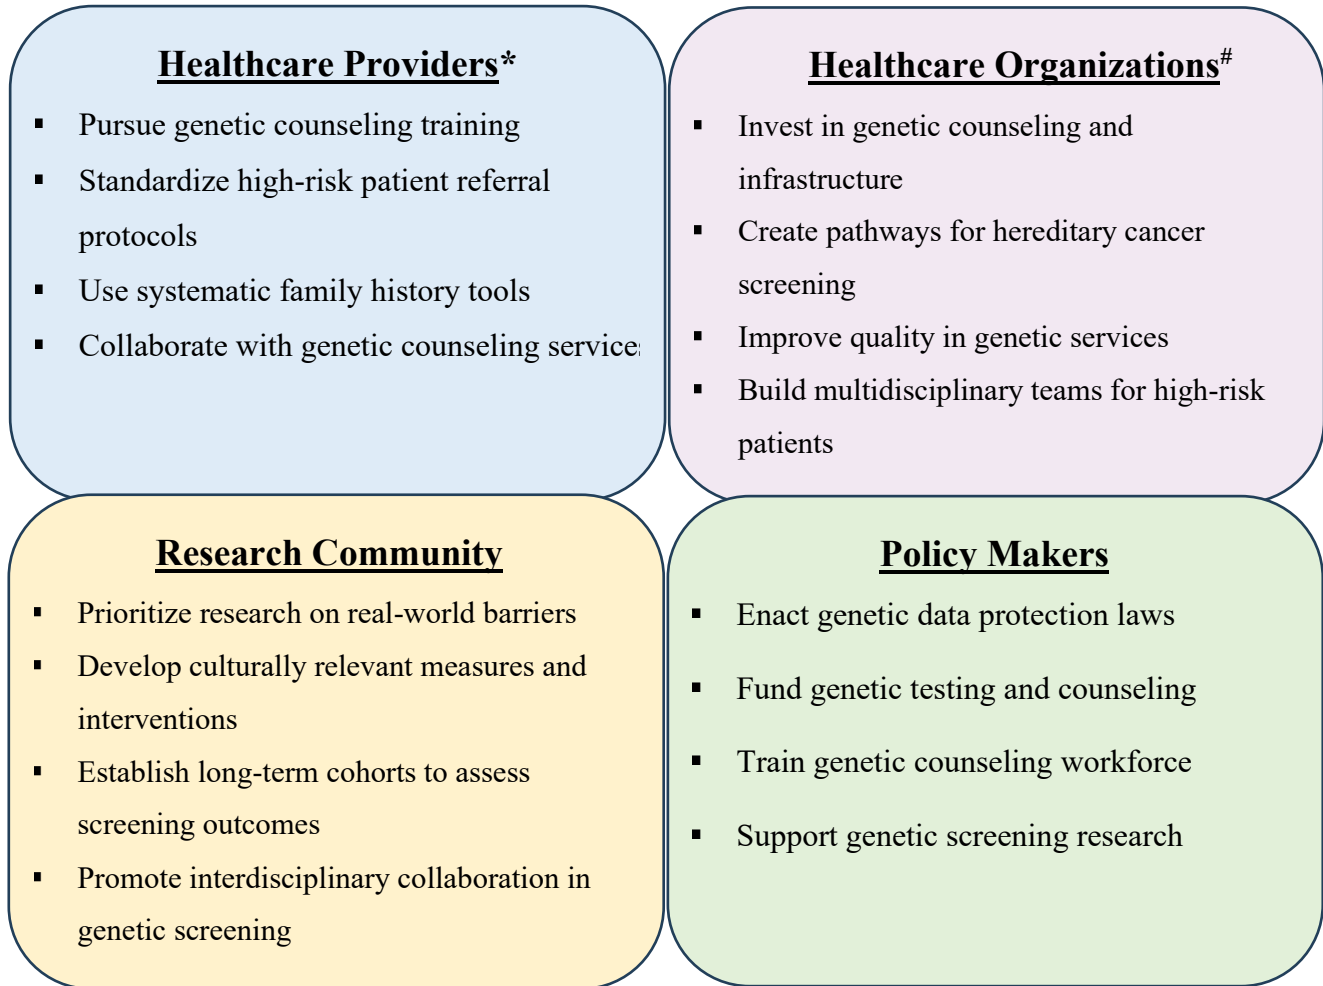 Healthcare Providers*
▪ Pursue genetic counseling training
▪ Standardize high-risk patient referral
protocols
▪ Use systematic family history tools
▪ Collaborate with genetic counseling services
Healthcare Organizations#
▪ Invest in genetic counseling and
infrastructure
▪ Create pathways for hereditary cancer
screening
▪ Improve quality in genetic services
▪ Build multidisciplinary teams for high-risk
patients
Research Community
▪ Prioritize research on real-world barriers
▪ Develop culturally relevant measures and
interventions
▪ Establish long-term cohorts to assess
screening outcomes
▪ Promote interdisciplinary collaboration in
genetic screening
Policy Makers
▪ Enact genetic data protection laws
▪ Fund genetic testing and counseling
▪ Train genetic counseling workforce
▪ Support genetic screening research